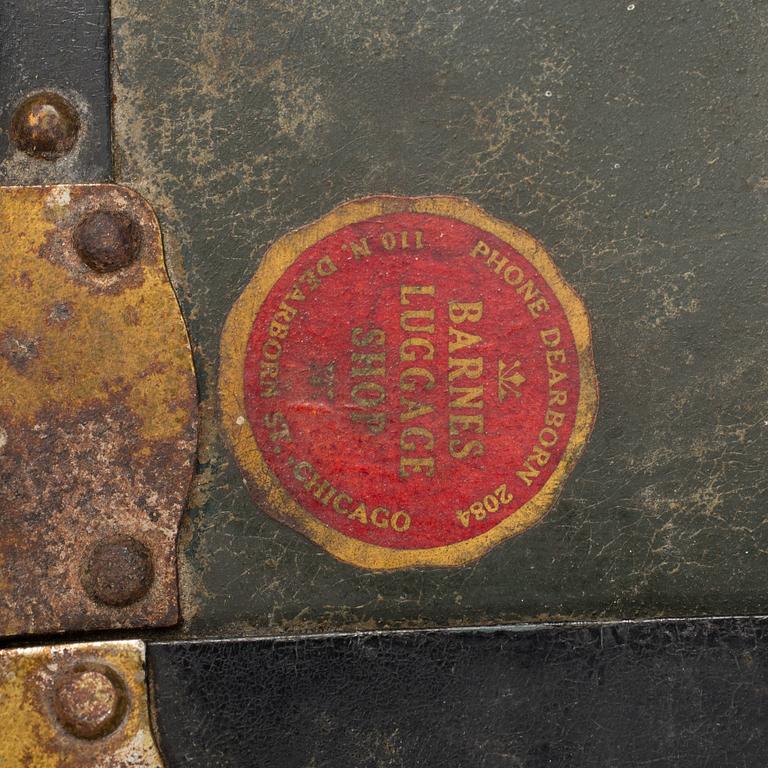 PHONE DEARBORN 2084
BARNES
LUGGAGE
SHOP
110 N. DEARBORN ST., CHICAGO